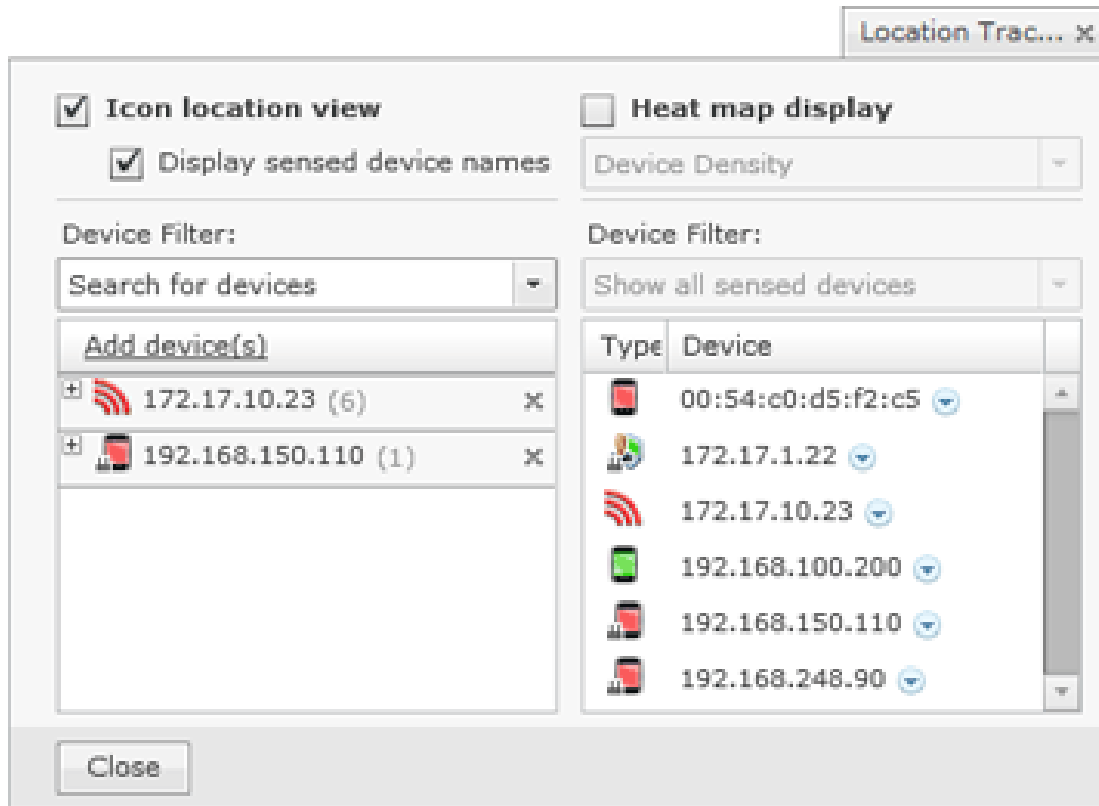 Location Trac... x
Icon location view
Display sensed device names
Device Filter:
Search for devices
Add device(s)
172.17.10.23 (6)
192.168.150.110 (1)
Heat map display
Device Density
Device Filter:
Show all sensed devices
Type Device
00:54:c0:d5:f2:c5
172.17.1.22
172.17.10.23
192.168.100.200
192.168.150.110
192.168.248.90
Close